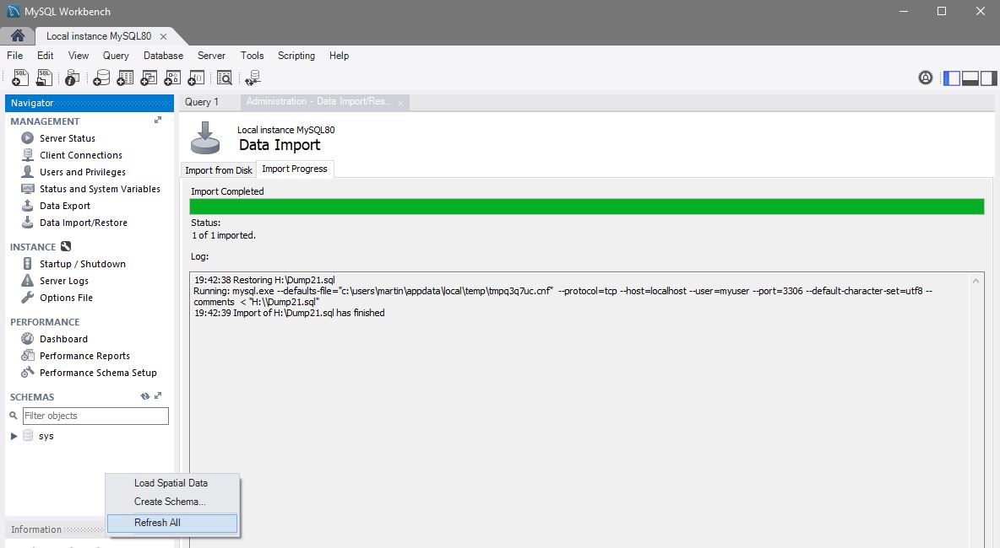 MySQL Workbench
Local instance MySQL80
File Edit View Query Database Server Tools Scripting Help
SQL SQL
Navigator
MANAGEMENT
Server Status
Client Connections
Users and Privileges
Status and System Variables
Data Export
Data Import/Restore
INSTANCE
Startup / Shutdown
Server Logs
Options File
PERFORMANCE
Dashboard
Performance Reports
Performance Schema Setup
SCHEMAS
Filter objects
sys
Load Spatial Data
Create Schema...
Refresh All
Information
Query 1 Administration - Data Import/Res...
Local instance MySQL80
Data Import
Import from Disk Import Progress
Import Completed
Status:
1 of 1 imported.
Log:
19:42:38 Restoring H:\Dump21.sql
Running: mysql.exe --defaults-file="c:\users\martin\appdata\local\temp\tmpq3q7uc.cnf"  --protocol=tcp --host=localhost --user=myuser --port=3306 --default-character-set=utf8 --
comments  < "H:\\Dump21.sql"
19:42:39 Import of H:\Dump21.sql has finished